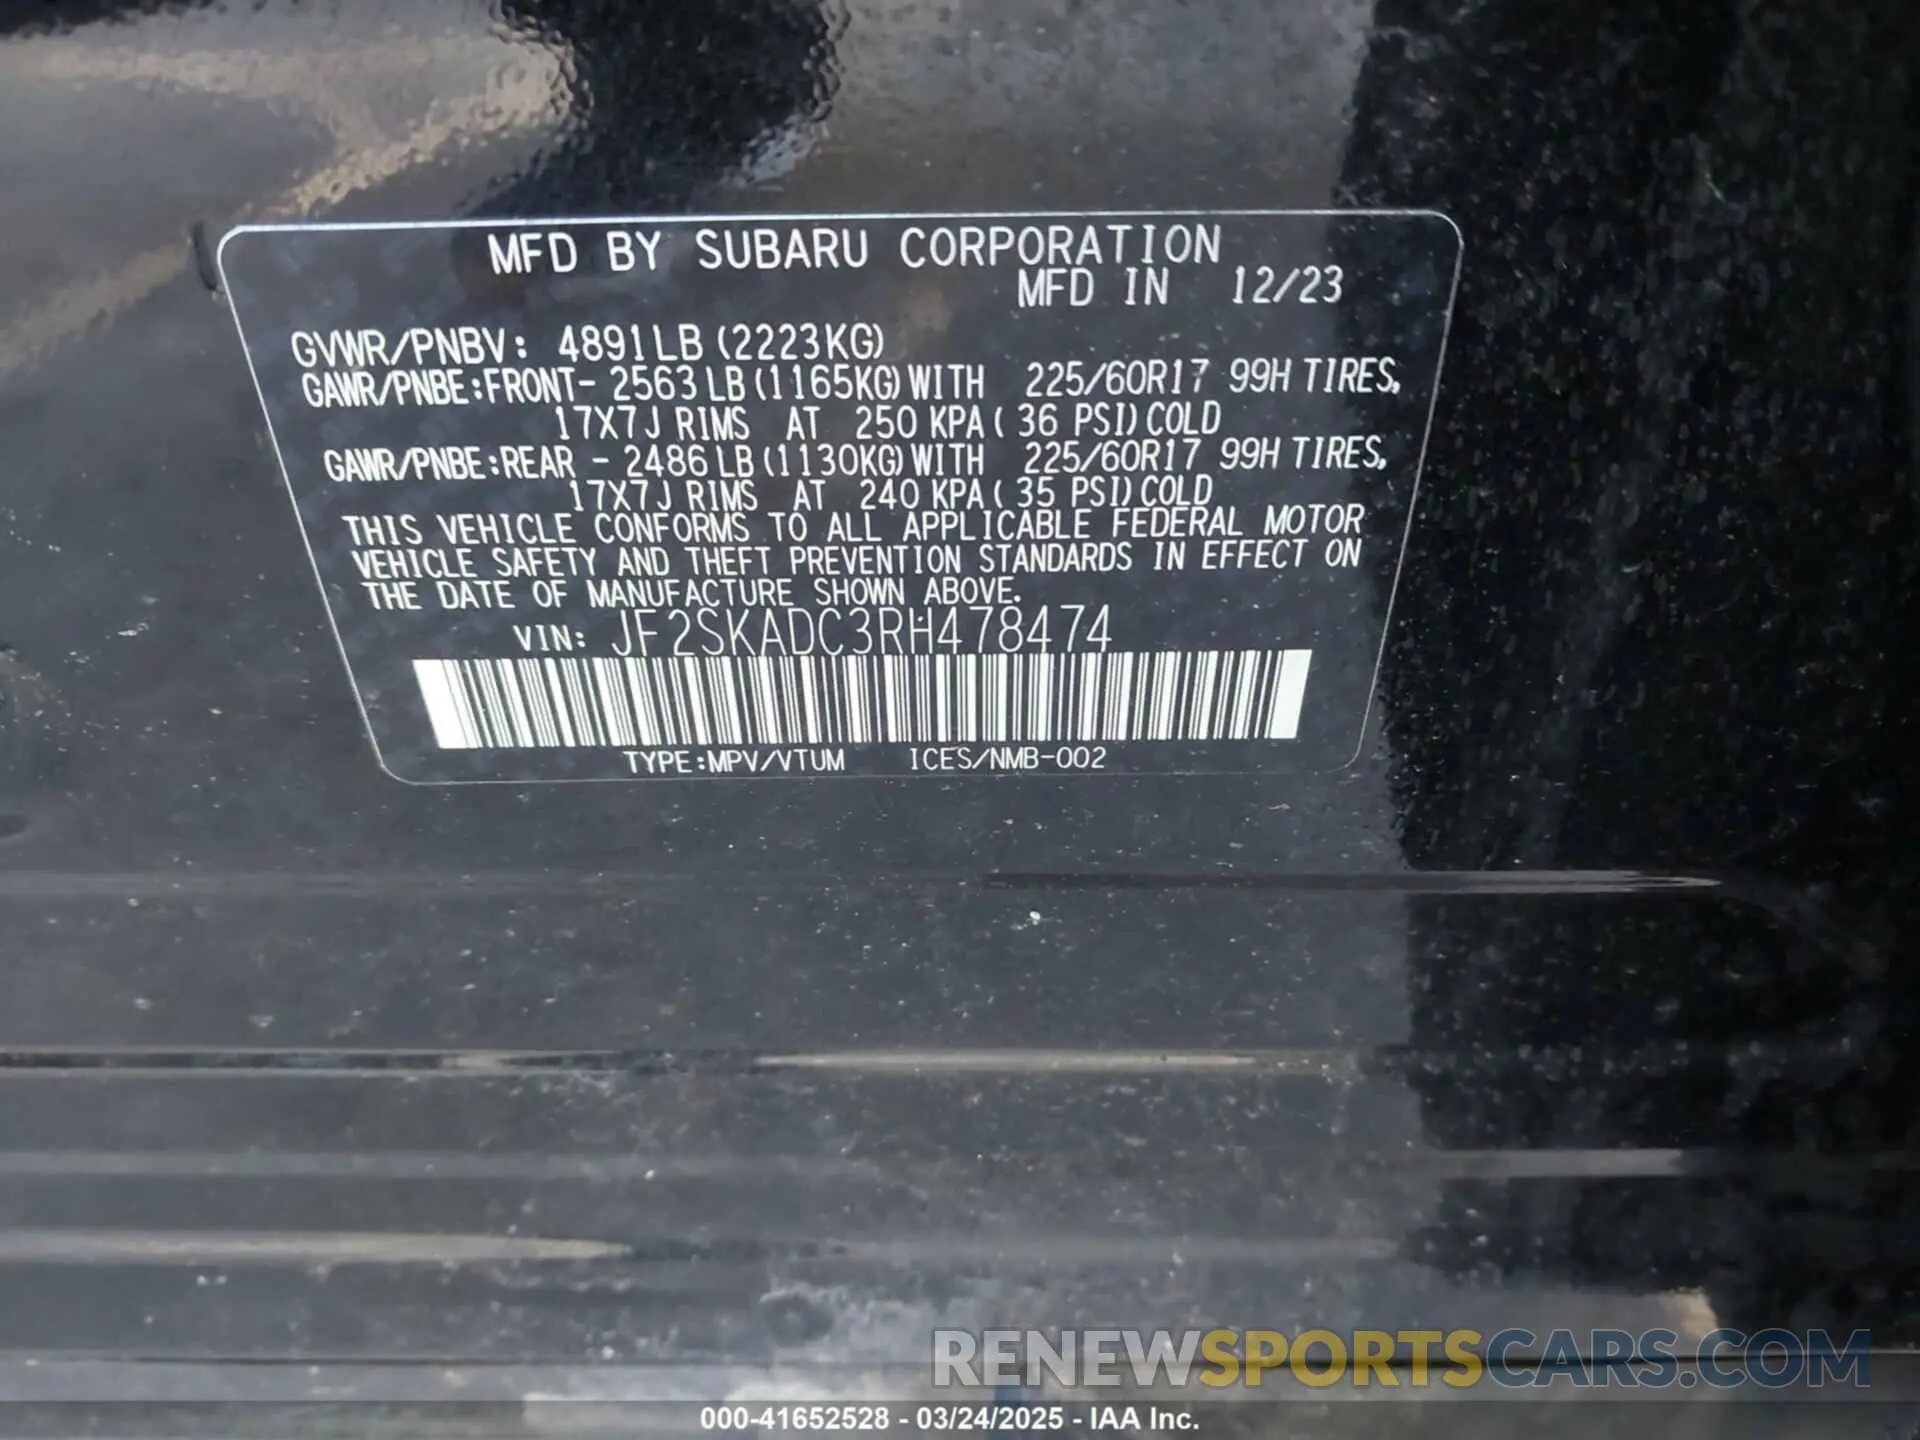 MFD BY SUBARU CORPORATION
MFD IN 12/23
GVWR/PNBV: 4891LB (2223KG)
GAWR/PNBE:FRONT- 2563 LB (1165KG) WITH 225/60R17 99H TIRES,
17X7J RIMS AT 250 KPA ( 36 PSI) COLD
GAWR/PNBE:REAR - 2486 LB (1130KG) WITH 225/60R17 99H TIRES,
17X7J RIMS AT 240 KPA ( 35 PSI) COLD
THIS VEHICLE CONFORMS TO ALL APPLICABLE FEDERAL MOTOR
VEHICLE SAFETY AND THEFT PREVENTION STANDARDS IN EFFECT ON
THE DATE OF MANUFACTURE SHOWN ABOVE.
VIN: JF2SKADC3RH478474
TYPE:MPV/VTUM ICES/NMB-002
RENEWSPORTSCARS.COM
000-41652528 - 03/24/2025 - IAA Inc.